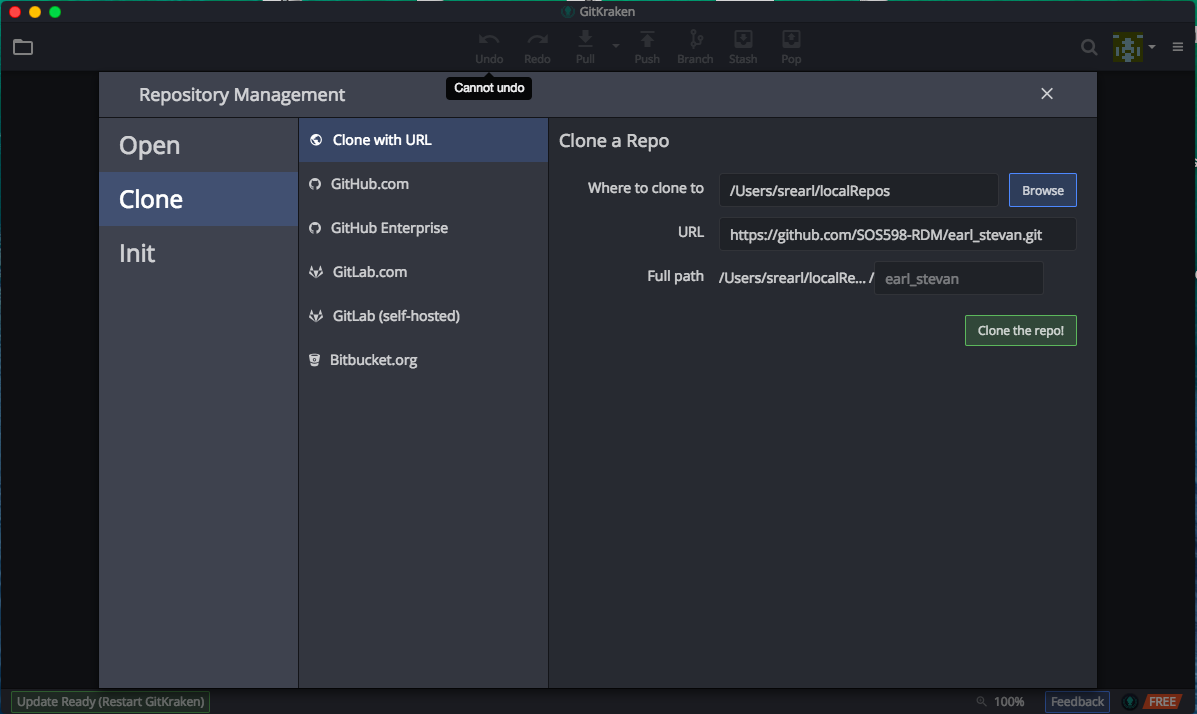 GitKraken
Undo Redo Pull Push Branch Stash Pop
Cannot undo
Repository Management
Open
Clone
Init
Clone with URL
GitHub.com
GitHub Enterprise
GitLab.com
GitLab (self-hosted)
Bitbucket.org
Clone a Repo
Where to clone to /Users/srearl/localRepos Browse
URL https://github.com/SOS598-RDM/earl_stevan.git
Full path /Users/srearl/localRe... / earl_stevan
Clone the repo!
Update Ready (Restart GitKraken) 100% Feedback FREE